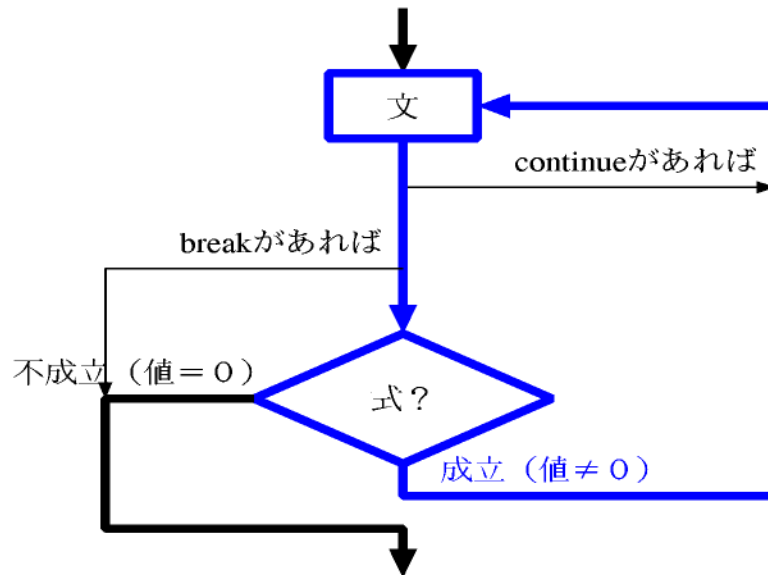 文
continueがあれば
breakがあれば
不成立（値＝０）
式？
成立（値≠０）